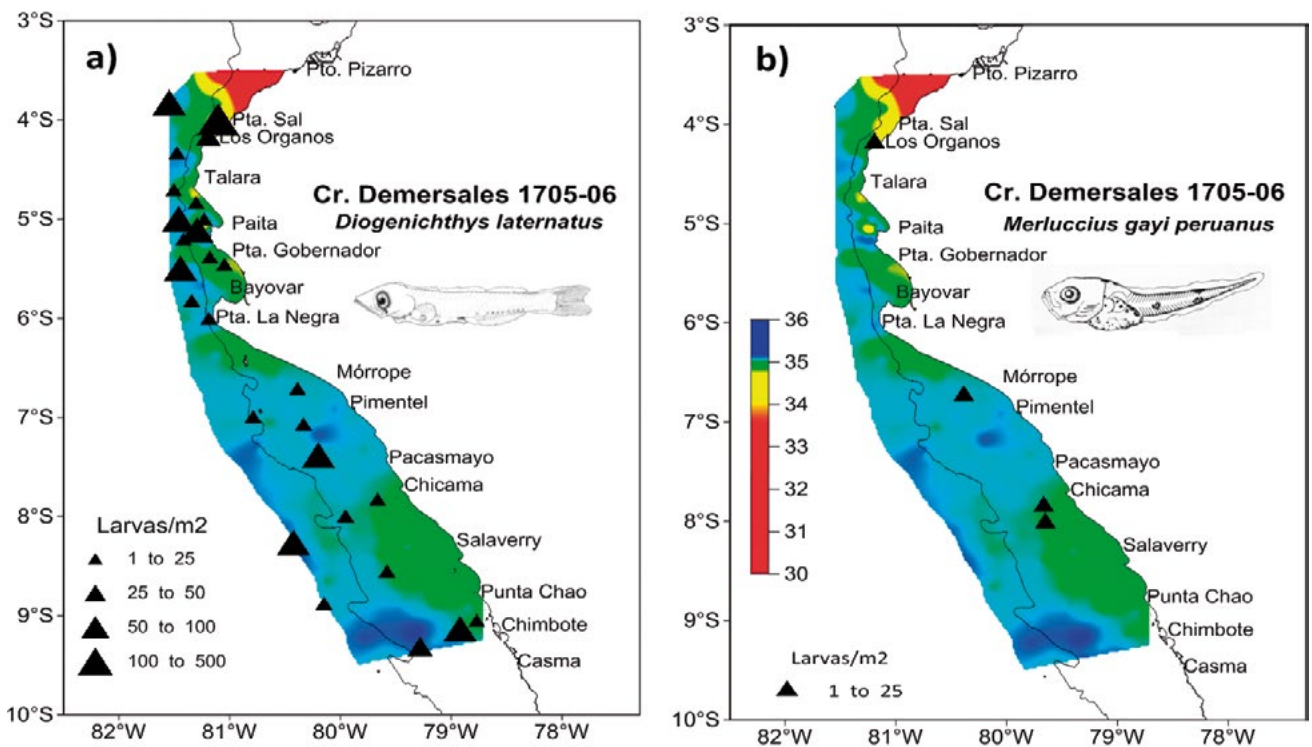 a)
3°S
4°S
5°S
6°S
7°S
8°S
9°S
10°S
82°W
81°W
80°W
79°W
78°W
Pto. Pizarro
Pta. Sal
Los Organos
Talara
Paita
Pta. Gobernador
Bayovar
Pta. La Negra
Mórrope
Pimentel
Pacasmayo
Chicama
Salaverry
Punta Chao
Chimbote
Casma
Cr. Demersales 1705-06
Diogenichthys laternatus
Larvas/m2
1 to 25
25 to 50
50 to 100
100 to 500
b)
3°S
4°S
5°S
6°S
7°S
8°S
9°S
10°S
82°W
81°W
80°W
79°W
78°W
Pto. Pizarro
Pta. Sal
Los Organos
Talara
Paita
Pta. Gobernador
Bayovar
Pta. La Negra
Mórrope
Pimentel
Pacasmayo
Chicama
Salaverry
Punta Chao
Chimbote
Casma
Cr. Demersales 1705-06
Merluccius gayi peruanus
36
35
34
33
32
31
30
Larvas/m2
1 to 25